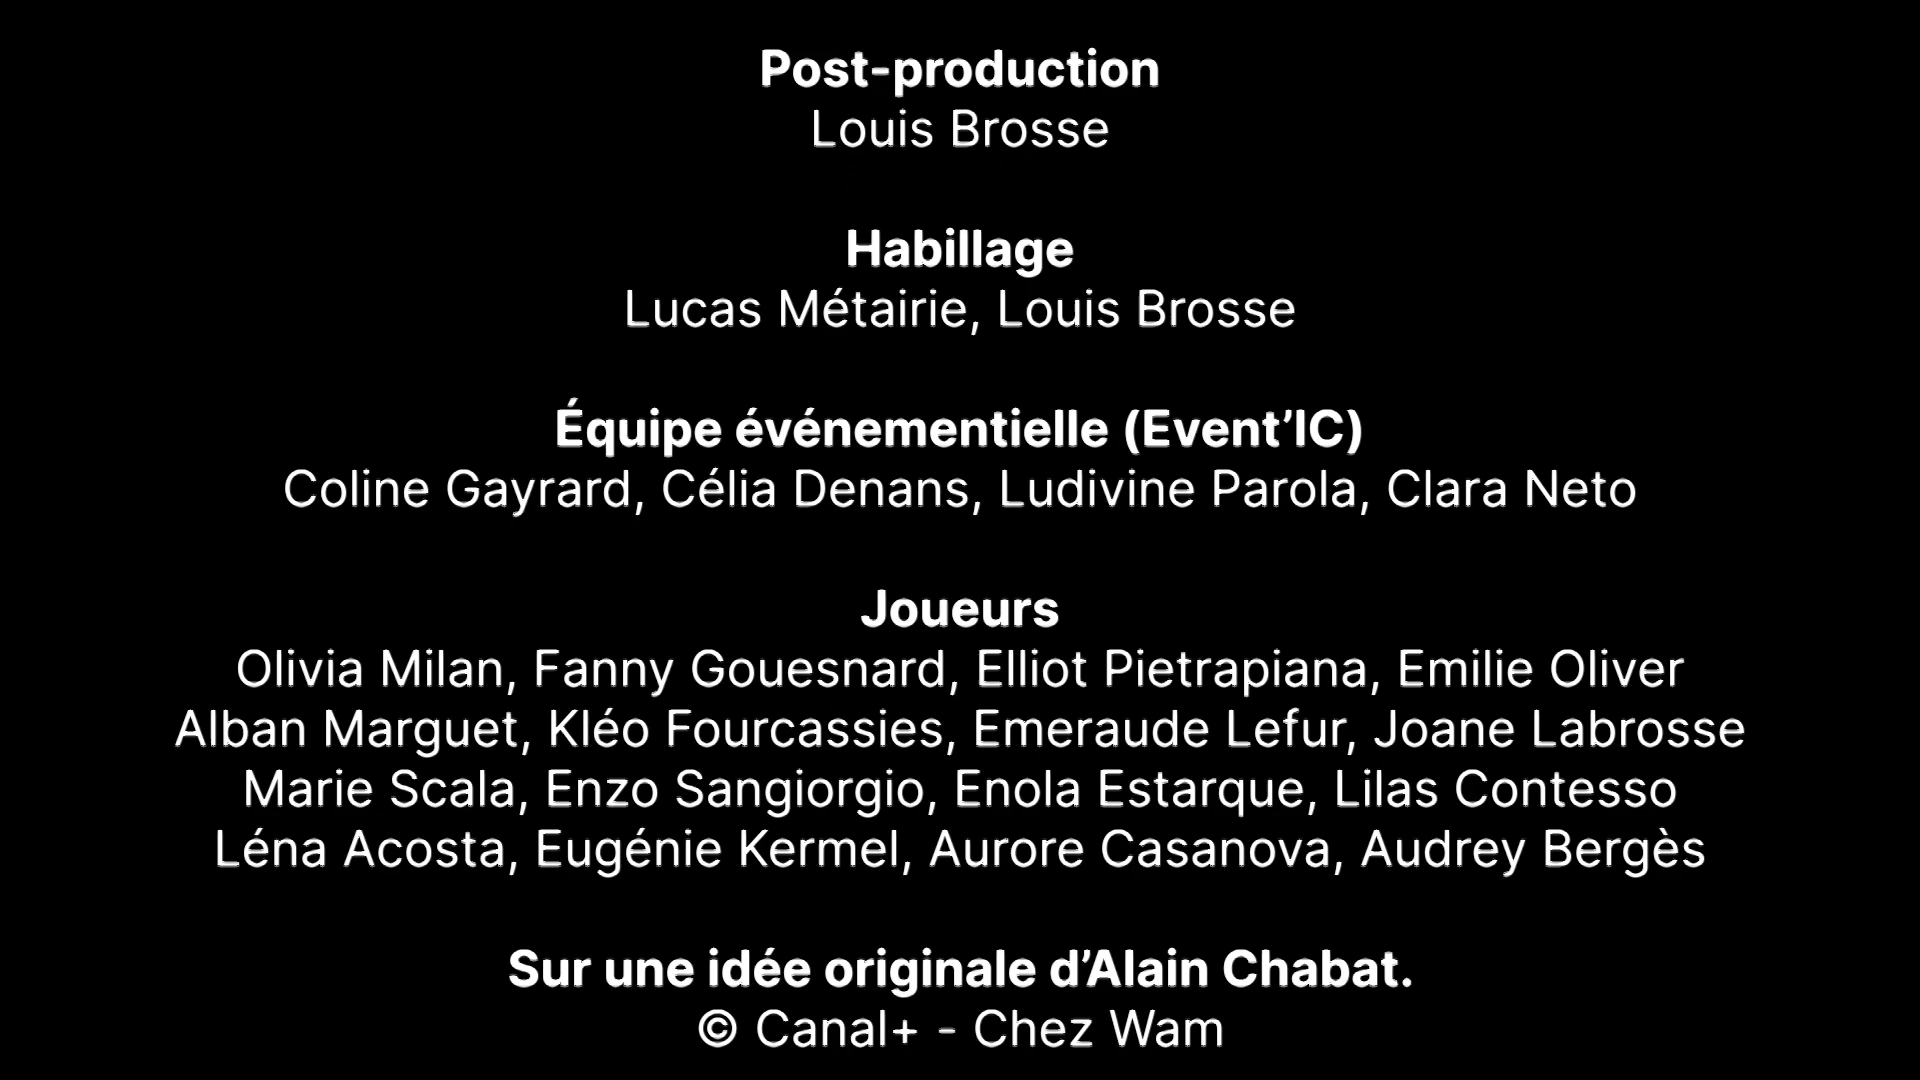 Post-production
Louis Brosse
Habillage
Lucas Métairie, Louis Brosse
Équipe événementielle (Event’IC)
Coline Gayrard, Célia Denans, Ludivine Parola, Clara Neto
Joueurs
Olivia Milan, Fanny Gouesnard, Elliot Pietrapiana, Emilie Oliver
Alban Marguet, Kléo Fourcassies, Emeraude Lefur, Joane Labrosse
Marie Scala, Enzo Sangiorgio, Enola Estarque, Lilas Contesso
Léna Acosta, Eugénie Kermel, Aurore Casanova, Audrey Bergès
Sur une idée originale d’Alain Chabat.
© Canal+ - Chez Wam